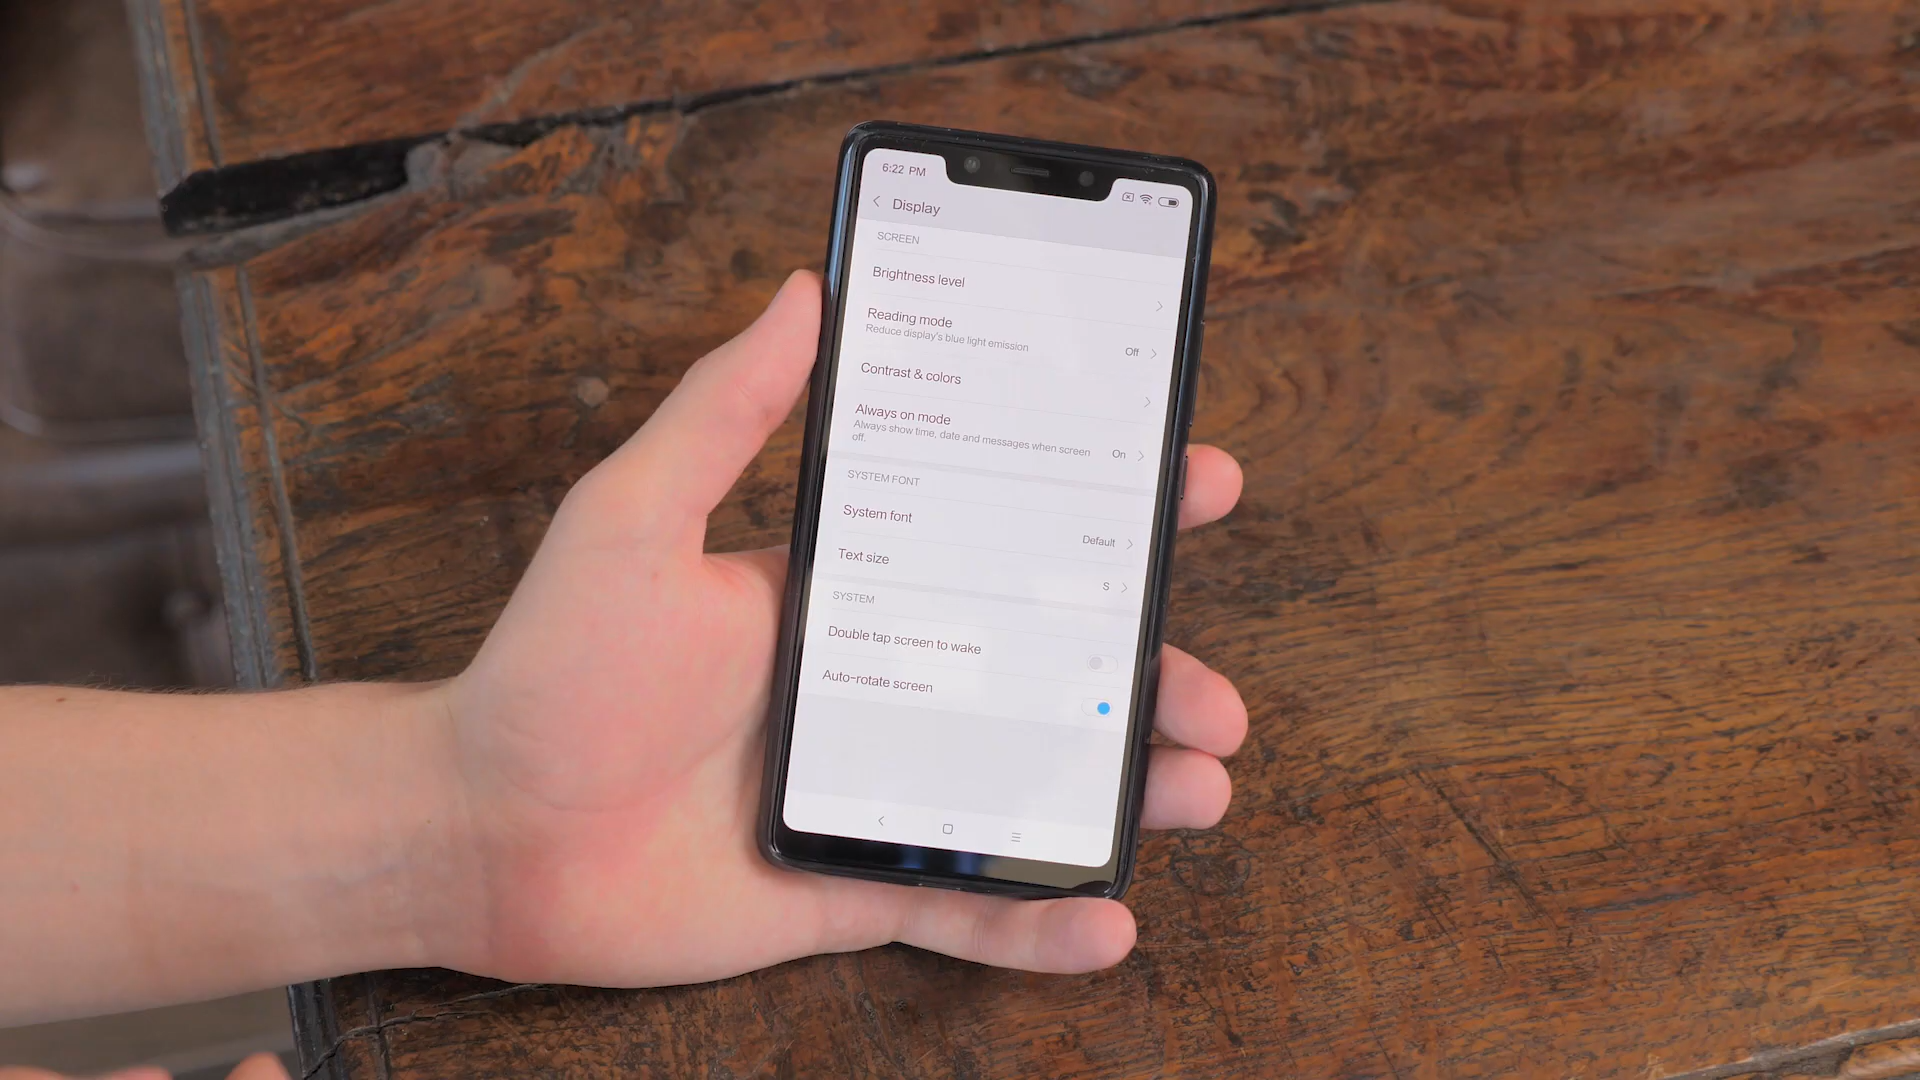 6:22 PM
Display
SCREEN
Brightness level
Reading mode
Reduce display's blue light emission
Off
Contrast & colors
Always on mode
Always show time, date and messages when screen
off.
On
SYSTEM FONT
System font
Default
Text size
S
SYSTEM
Double tap screen to wake
Auto-rotate screen